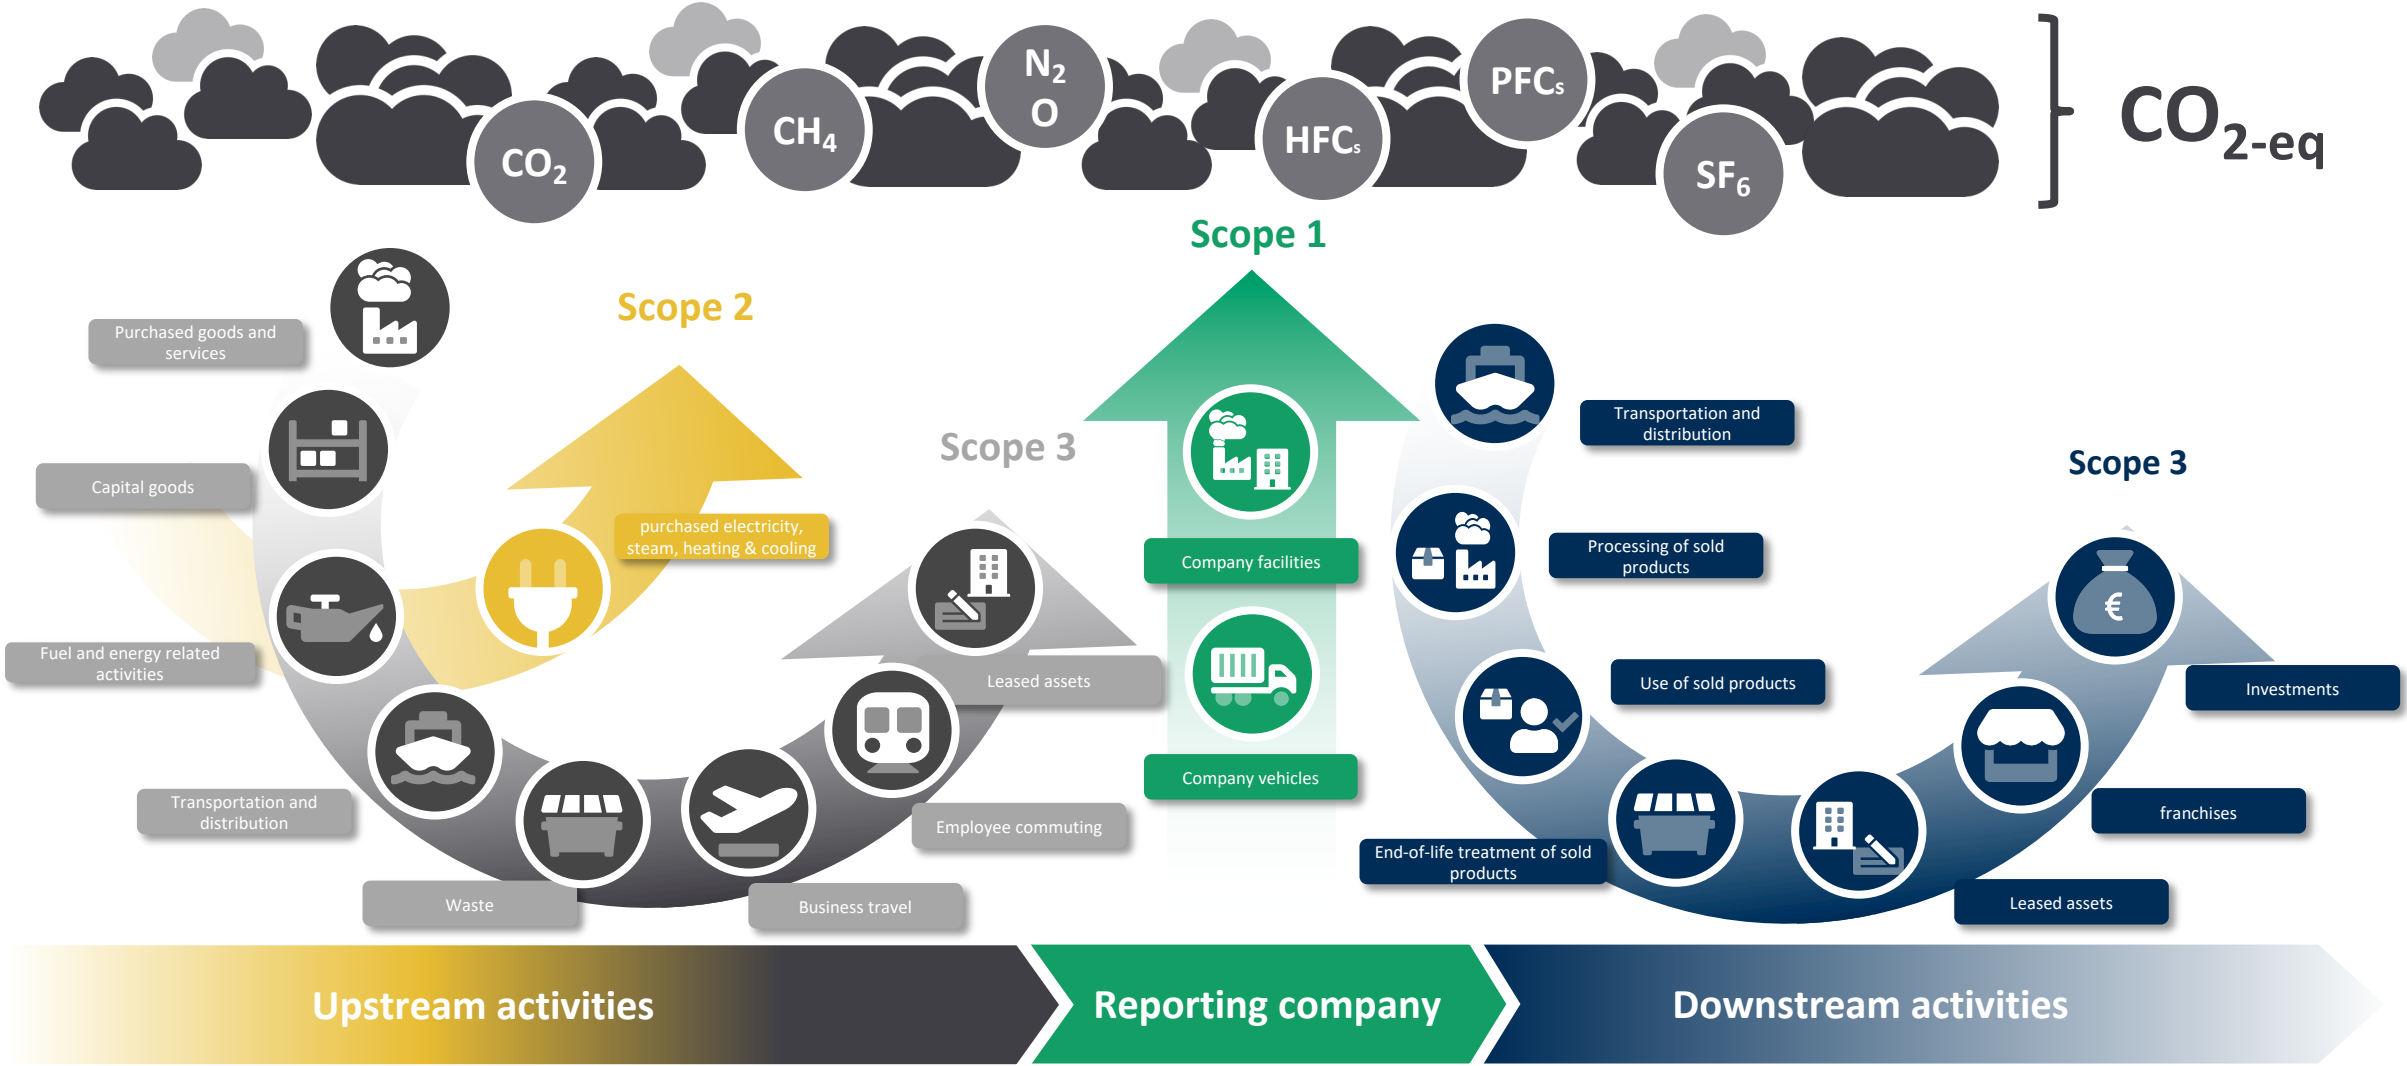 CO2
CH4
N2
O
HFCs
PFCs
SF6
CO2-eq
Scope 1
Scope 2
Scope 3
Scope 3
Purchased goods and
services
Capital goods
Fuel and energy related
activities
Transportation and
distribution
Waste
Business travel
Employee commuting
Leased assets
purchased electricity,
steam, heating & cooling
Company facilities
Company vehicles
Transportation and
distribution
Processing of sold
products
Use of sold products
End-of-life treatment of sold
products
Leased assets
franchises
Investments
€
Upstream activities
Reporting company
Downstream activities